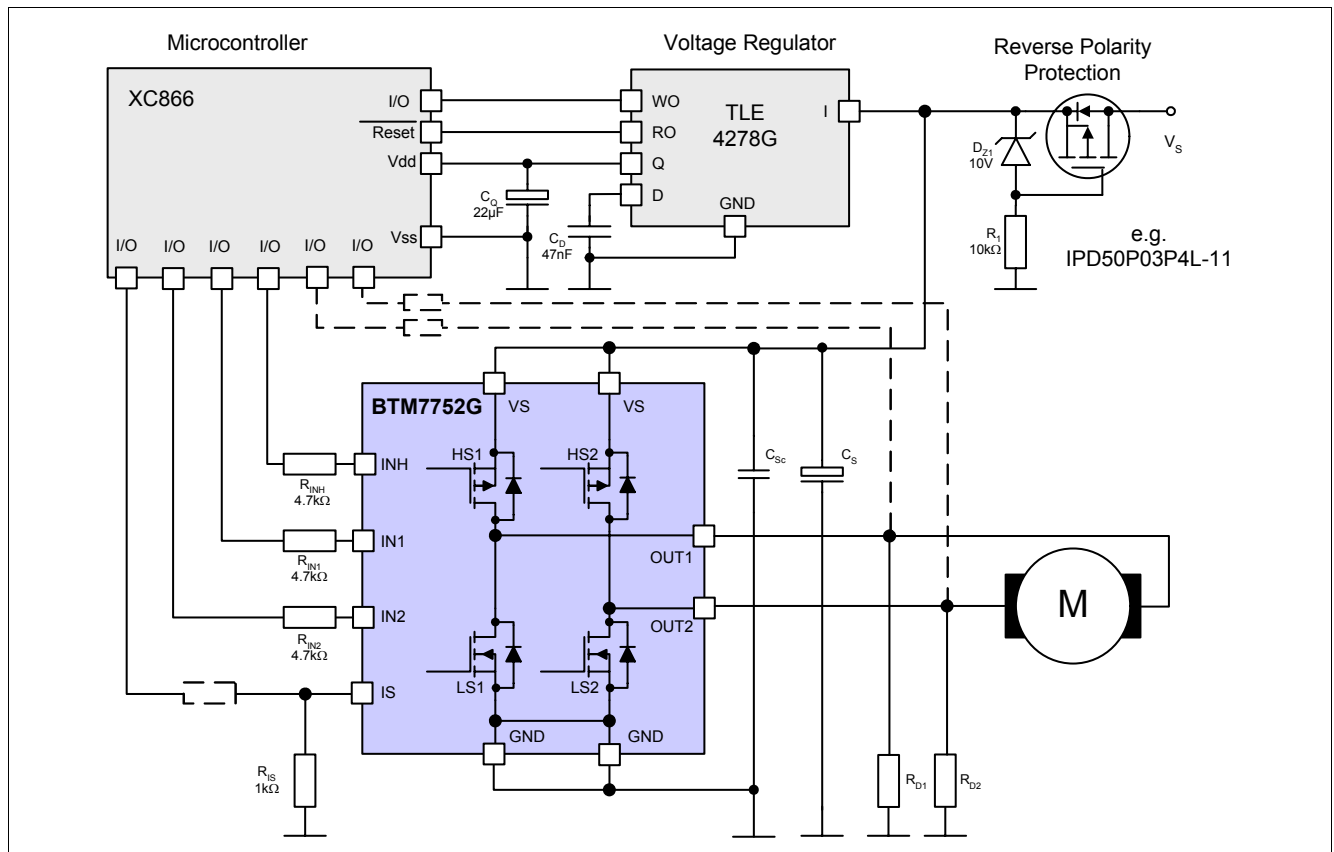 Microcontroller
Voltage Regulator
Reverse Polarity
Protection
XC866
I/O
Reset
Vdd
Vss
I/O
I/O
I/O
I/O
I/O
I/O
WO
RO
Q
D
TLE
4278G
I
GND
C_Q
22µF
C_D
47nF
D_Z1
10V
V_S
R_1
10kΩ
e.g.
IPD50P03P4L-11
BTM7752G
VS
VS
INH
IN1
IN2
IS
R_INH
4.7kΩ
R_IN1
4.7kΩ
R_IN2
4.7kΩ
R_IS
1kΩ
HS1
HS2
LS1
LS2
OUT1
OUT2
GND
GND
C_Sc
C_S
M
R_D1
R_D2